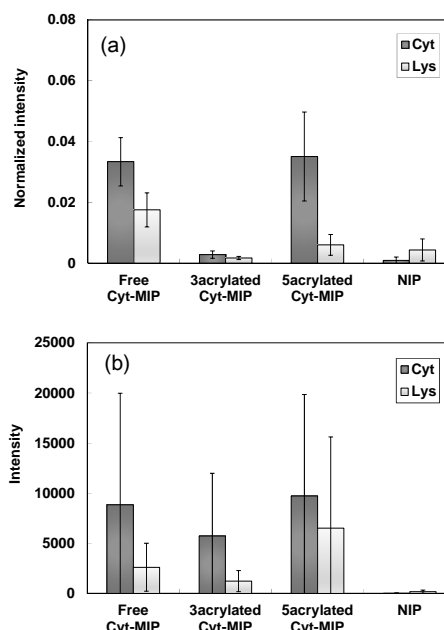 (a)
Cyt
Lys
Normalized intensity
0.08
0.06
0.04
0.02
0
Free 3acrylated 5acrylated NIP
Cyt-MIP Cyt-MIP Cyt-MIP
(b)
Cyt
Lys
Intensity
25000
20000
15000
10000
5000
0
Free 3acrylated 5acrylated NIP
Cyt-MIP Cyt-MIP Cyt-MIP